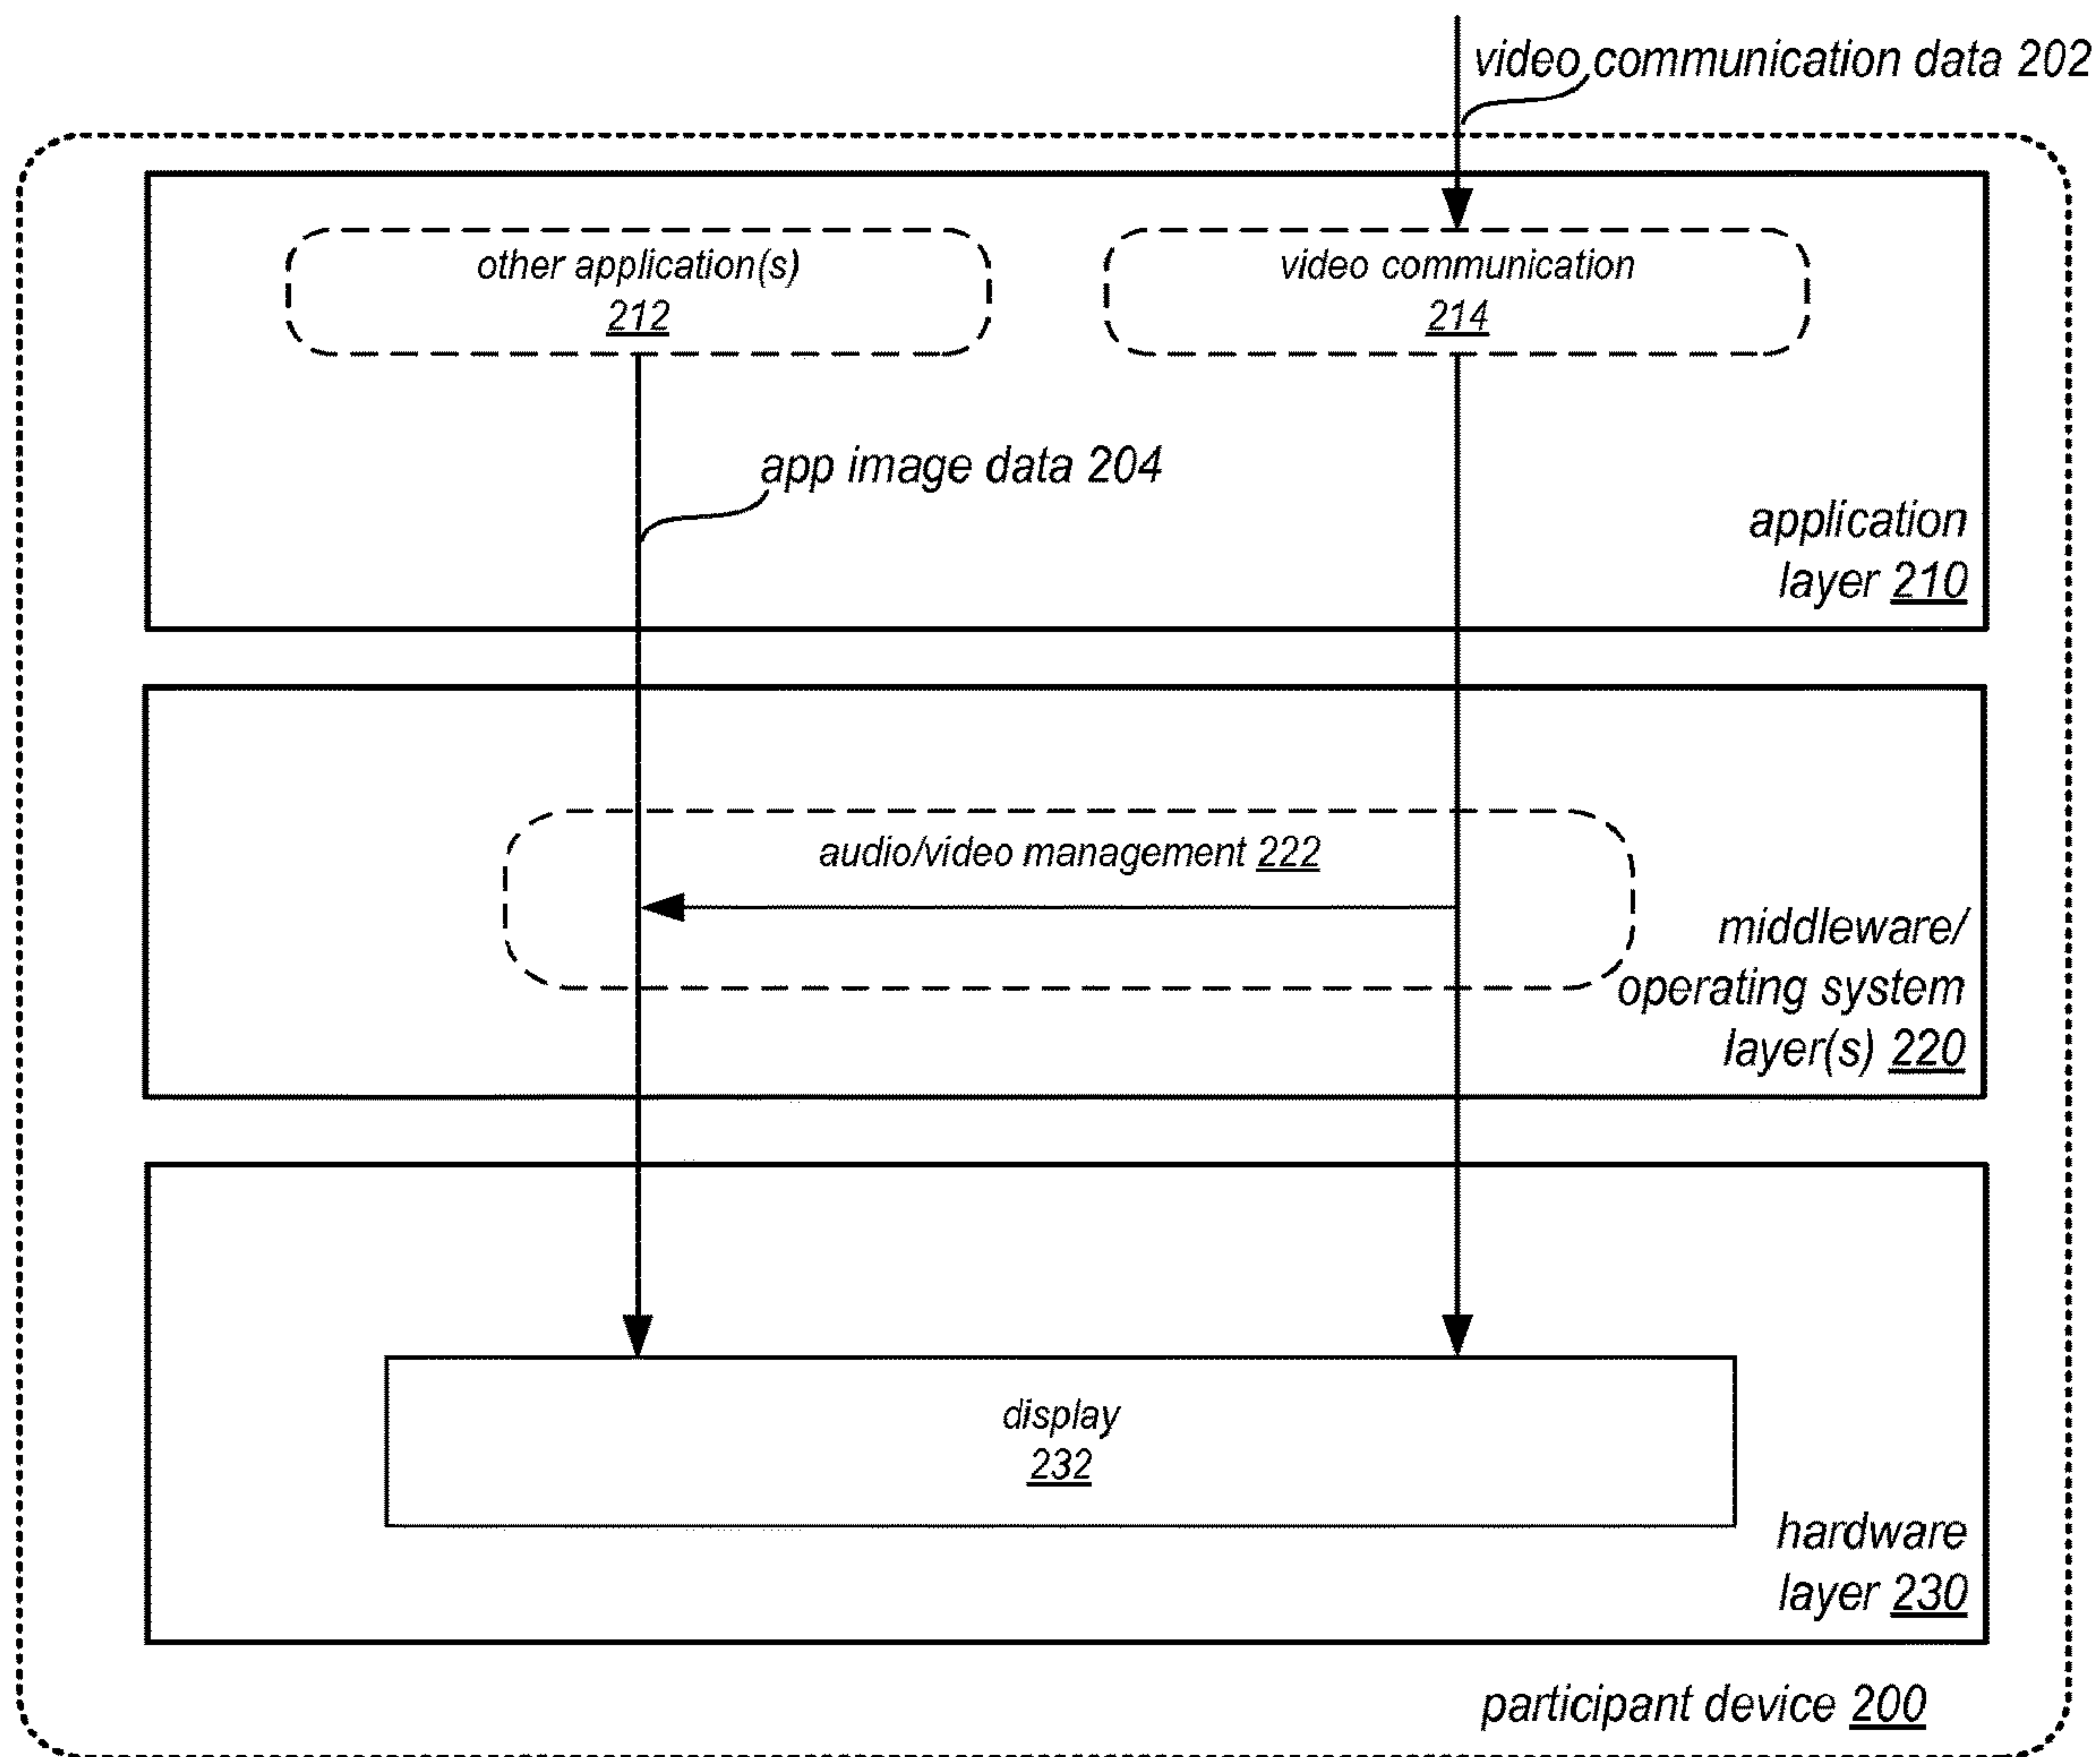 video communication data 202
other application(s)
212
video communication
214
app image data 204
application
layer 210
audio/video management 222
middleware/
operating system
layer(s) 220
display
232
hardware
layer 230
participant device 200